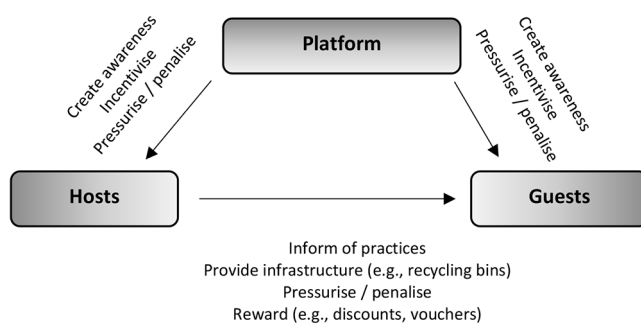 Platform
Create awareness
Incentivise
Pressurise / penalise
Create awareness
Incentivise
Pressurise / penalise
Hosts
Guests
Inform of practices
Provide infrastructure (e.g., recycling bins)
Pressurise / penalise
Reward (e.g., discounts, vouchers)